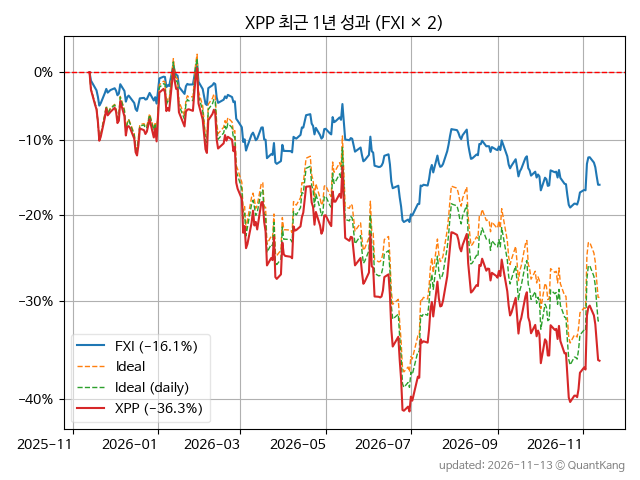 XPP 최근 1년 성과 (FXI × 2)
0%
−10%
−20%
−30%
−40%
FXI (−16.1%)
Ideal
Ideal (daily)
XPP (−36.3%)
2025-11
2026-01
2026-03
2026-05
2026-07
2026-09
2026-11
updated: 2026-11-13 © QuantKang